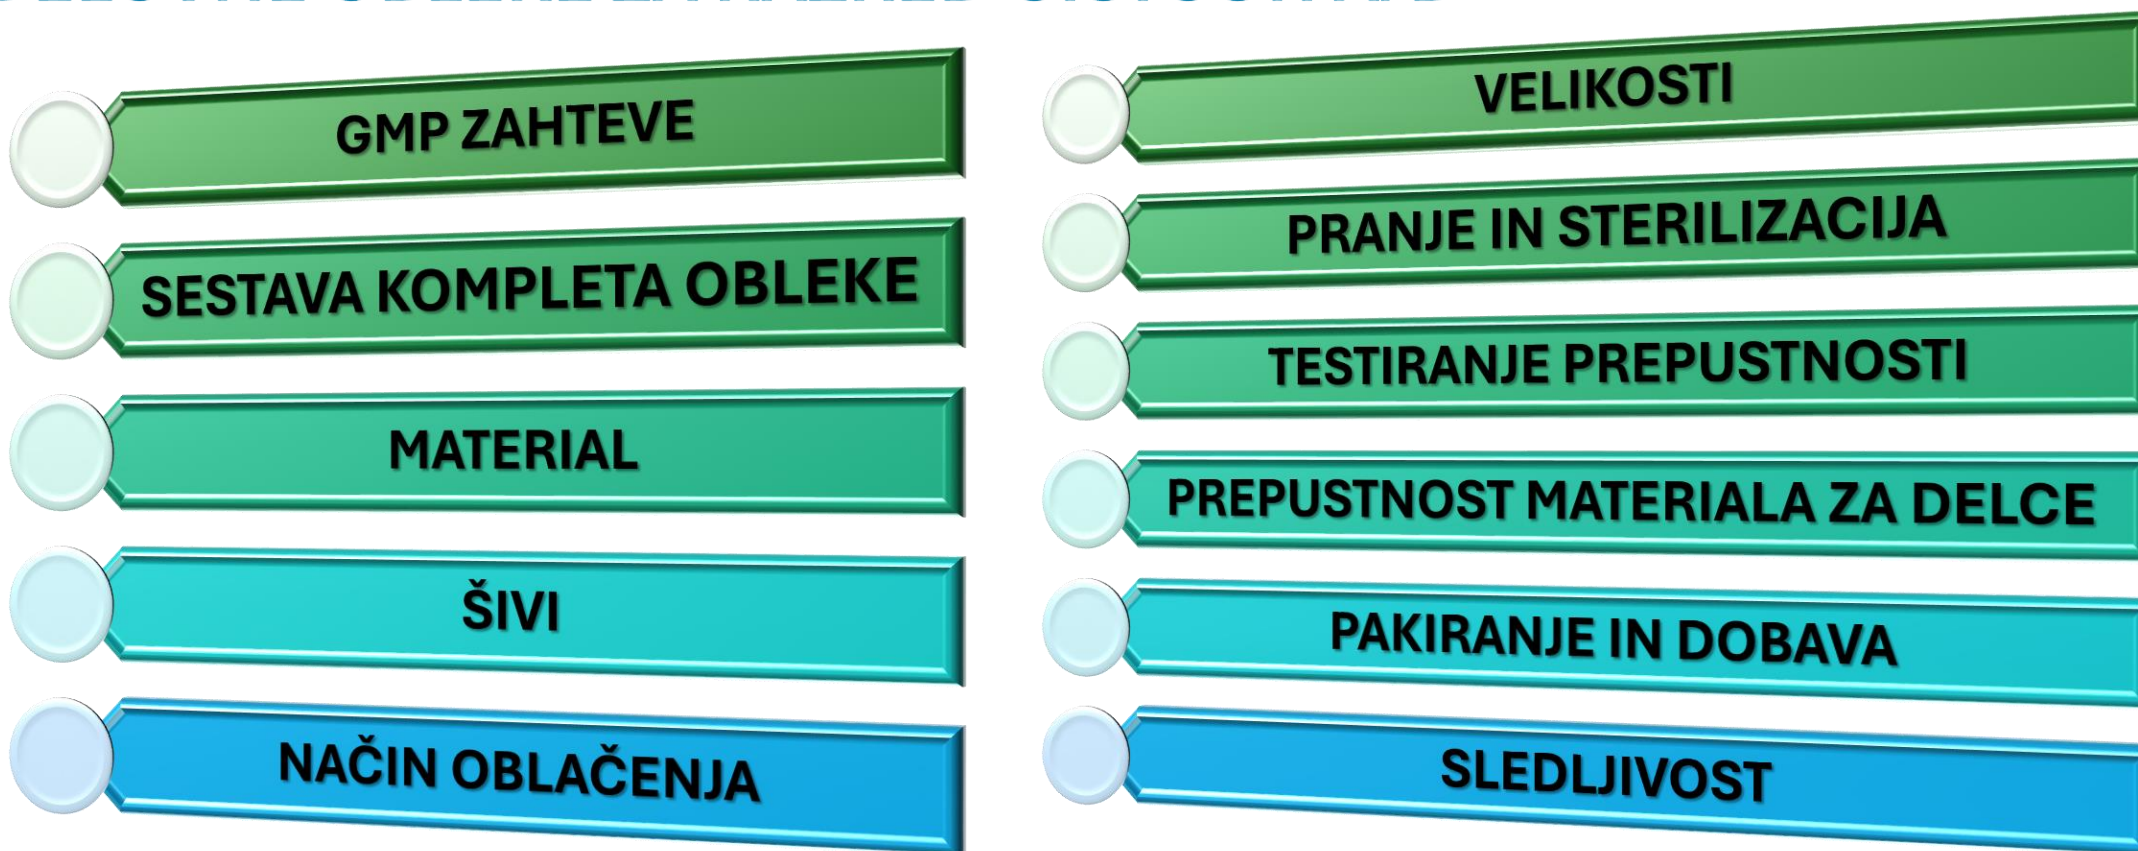 GMP ZAHTEVE
SESTAVA KOMPLETA OBLEKE
MATERIAL
ŠIVI
NAČIN OBLAČENJA
VELIKOSTI
PRANJE IN STERILIZACIJA
TESTIRANJE PREPUSTNOSTI
PREPUSTNOST MATERIALA ZA DELCE
PAKIRANJE IN DOBAVA
SLEDLJIVOST